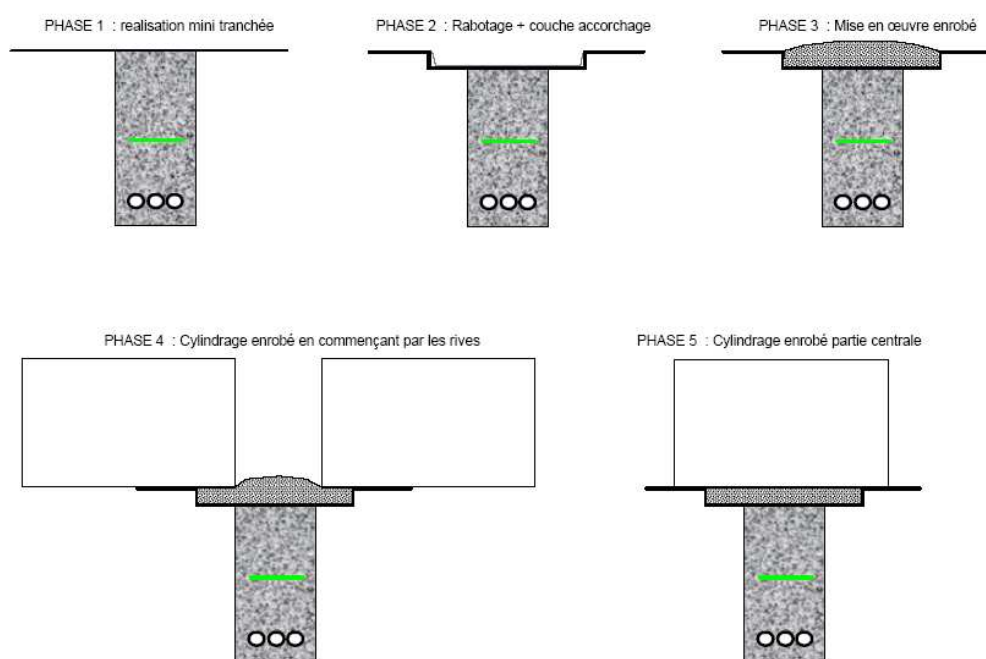 PHASE 1 : realisation mini tranchée
PHASE 2 : Rabotage + couche accorchage
PHASE 3 : Mise en œuvre enrobé
PHASE 4 : Cylindrage enrobé en commençant par les rives
PHASE 5 : Cylindrage enrobé partie centrale